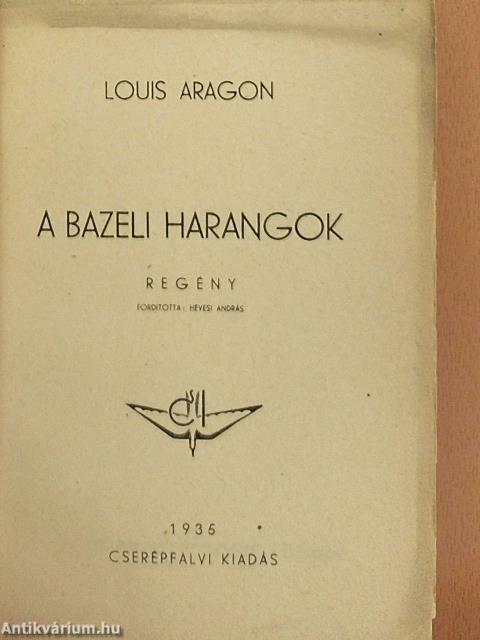 LOUIS ARAGON
A BAZELI HARANGOK
REGÉNY
FORDITOTTA: HEVESI ANDRÁS
1935
CSERÉPFALVI KIADÁS
Antikvárium.hu